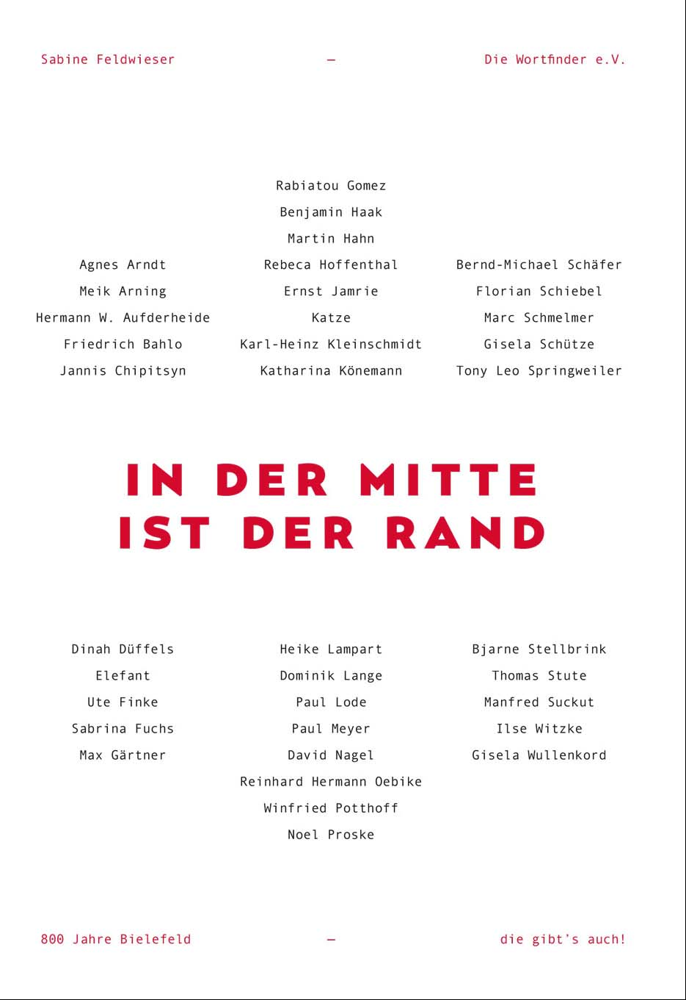 Sabine Feldwieser – Die Wortfinder e.V.
Rabiatou Gomez
Benjamin Haak
Martin Hahn
Agnes Arndt Rebeca Hoffenthal Bernd-Michael Schäfer
Meik Arning Ernst Jamrie Florian Schiebel
Hermann W. Aufderheide Katze Marc Schmelmer
Friedrich Bahlo Karl-Heinz Kleinschmidt Gisela Schütze
Jannis Chipitsyn Katharina Könemann Tony Leo Springweiler
IN DER MITTE
IST DER RAND
Dinah Düffels Heike Lampart Bjarne Stellbrink
Elefant Dominik Lange Thomas Stute
Ute Finke Paul Lode Manfred Suckut
Sabrina Fuchs Paul Meyer Ilse Witzke
Max Gärtner David Nagel Gisela Wullenkord
Reinhard Hermann Oebike
Winfried Potthoff
Noel Proske
800 Jahre Bielefeld – die gibt's auch!